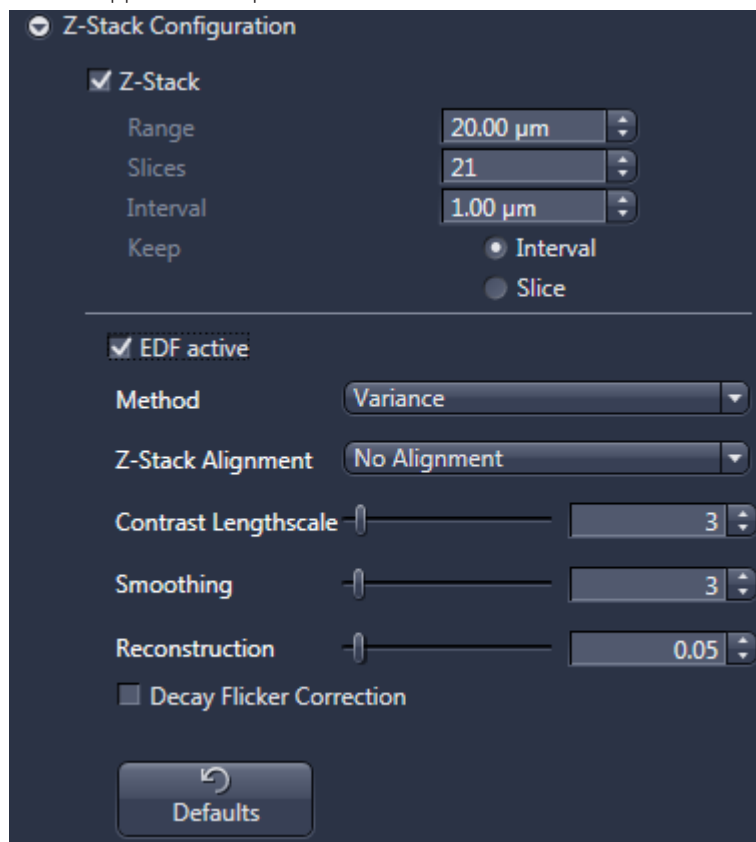 Z-Stack Configuration
Z-Stack
Range 20.00 µm
Slices 21
Interval 1.00 µm
Keep Interval
Slice
EDF active
Method Variance
Z-Stack Alignment No Alignment
Contrast Lengthscale 3
Smoothing 3
Reconstruction 0.05
Decay Flicker Correction
Defaults